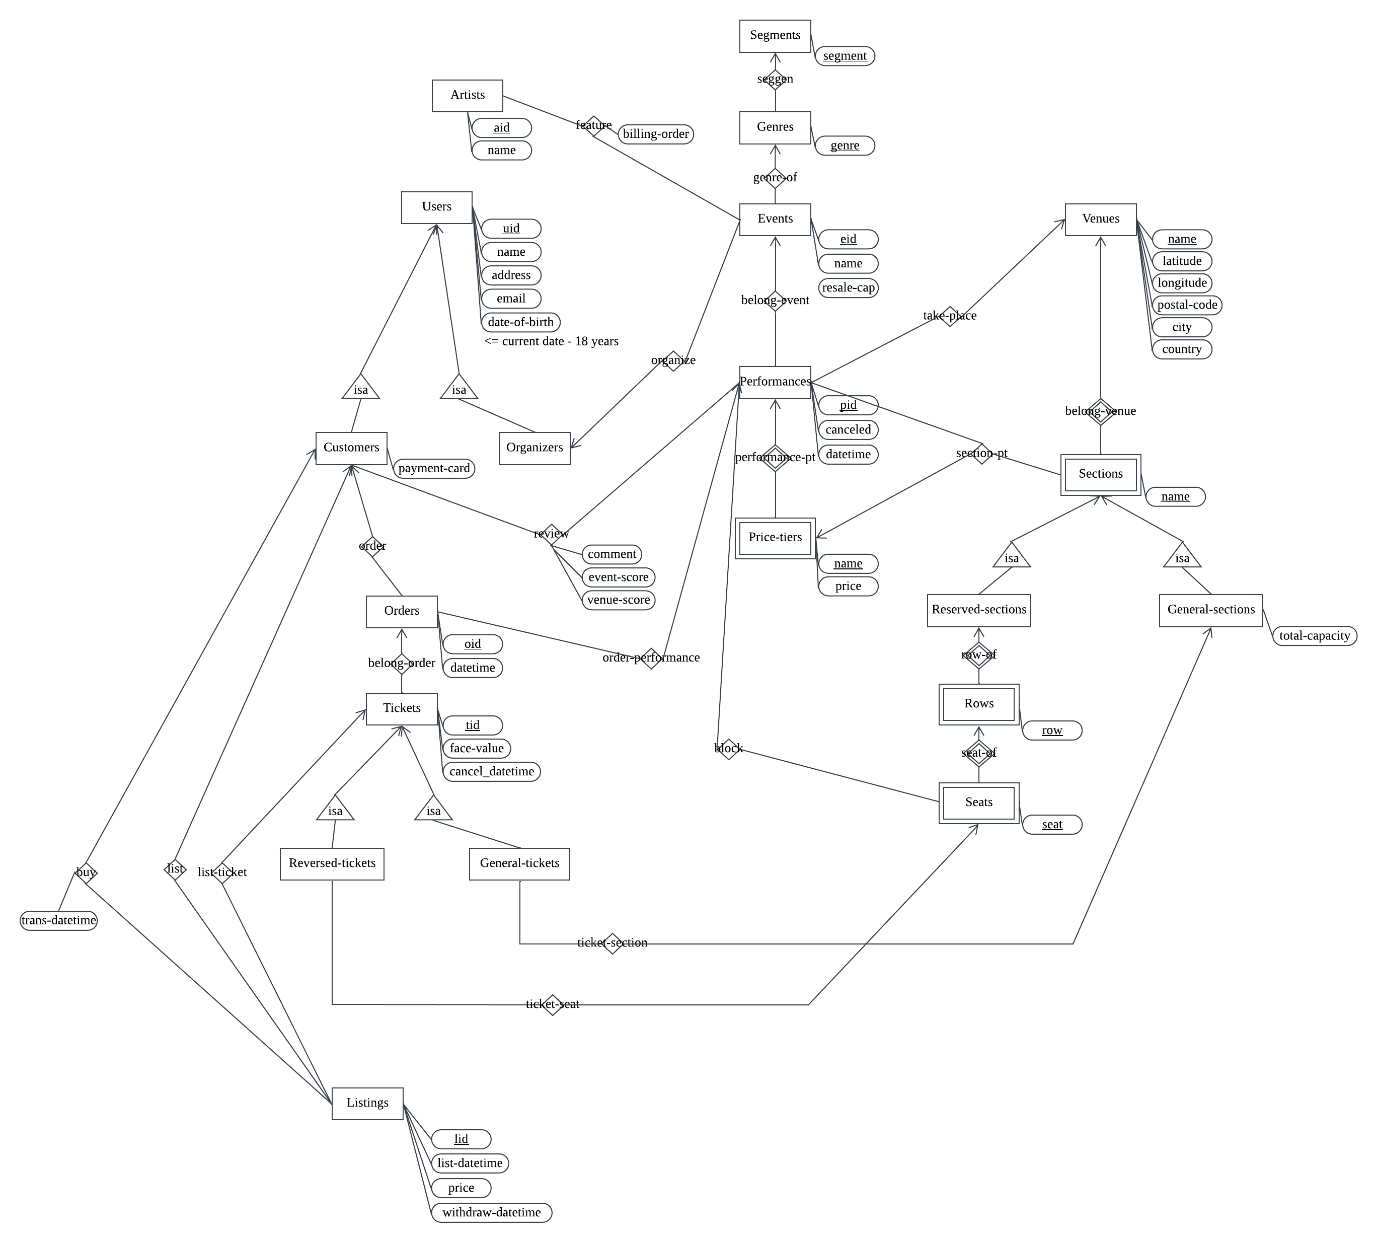 Segments
segment
seggen
Artists
aid
name
feature
billing-order
Genres
genre
genre-of
Users
uid
name
address
email
date-of-birth
<= current date - 18 years
Events
eid
name
resale-cap
Venues
name
latitude
longitude
postal-code
city
country
belong-event
take-place
organize
isa
isa
Performances
pid
canceled
datetime
belong-venue
Customers
payment-card
Organizers
performance-pt
section-pt
Sections
name
order
review
comment
event-score
venue-score
Price-tiers
name
price
isa
isa
Orders
oid
datetime
Reserved-sections
General-sections
total-capacity
belong-order
order-performance
row-of
Tickets
tid
face-value
cancel_datetime
Rows
row
block
seat-of
isa
isa
Seats
seat
Reversed-tickets
General-tickets
buy
list
list-ticket
trans-datetime
ticket-section
ticket-seat
Listings
lid
list-datetime
price
withdraw-datetime